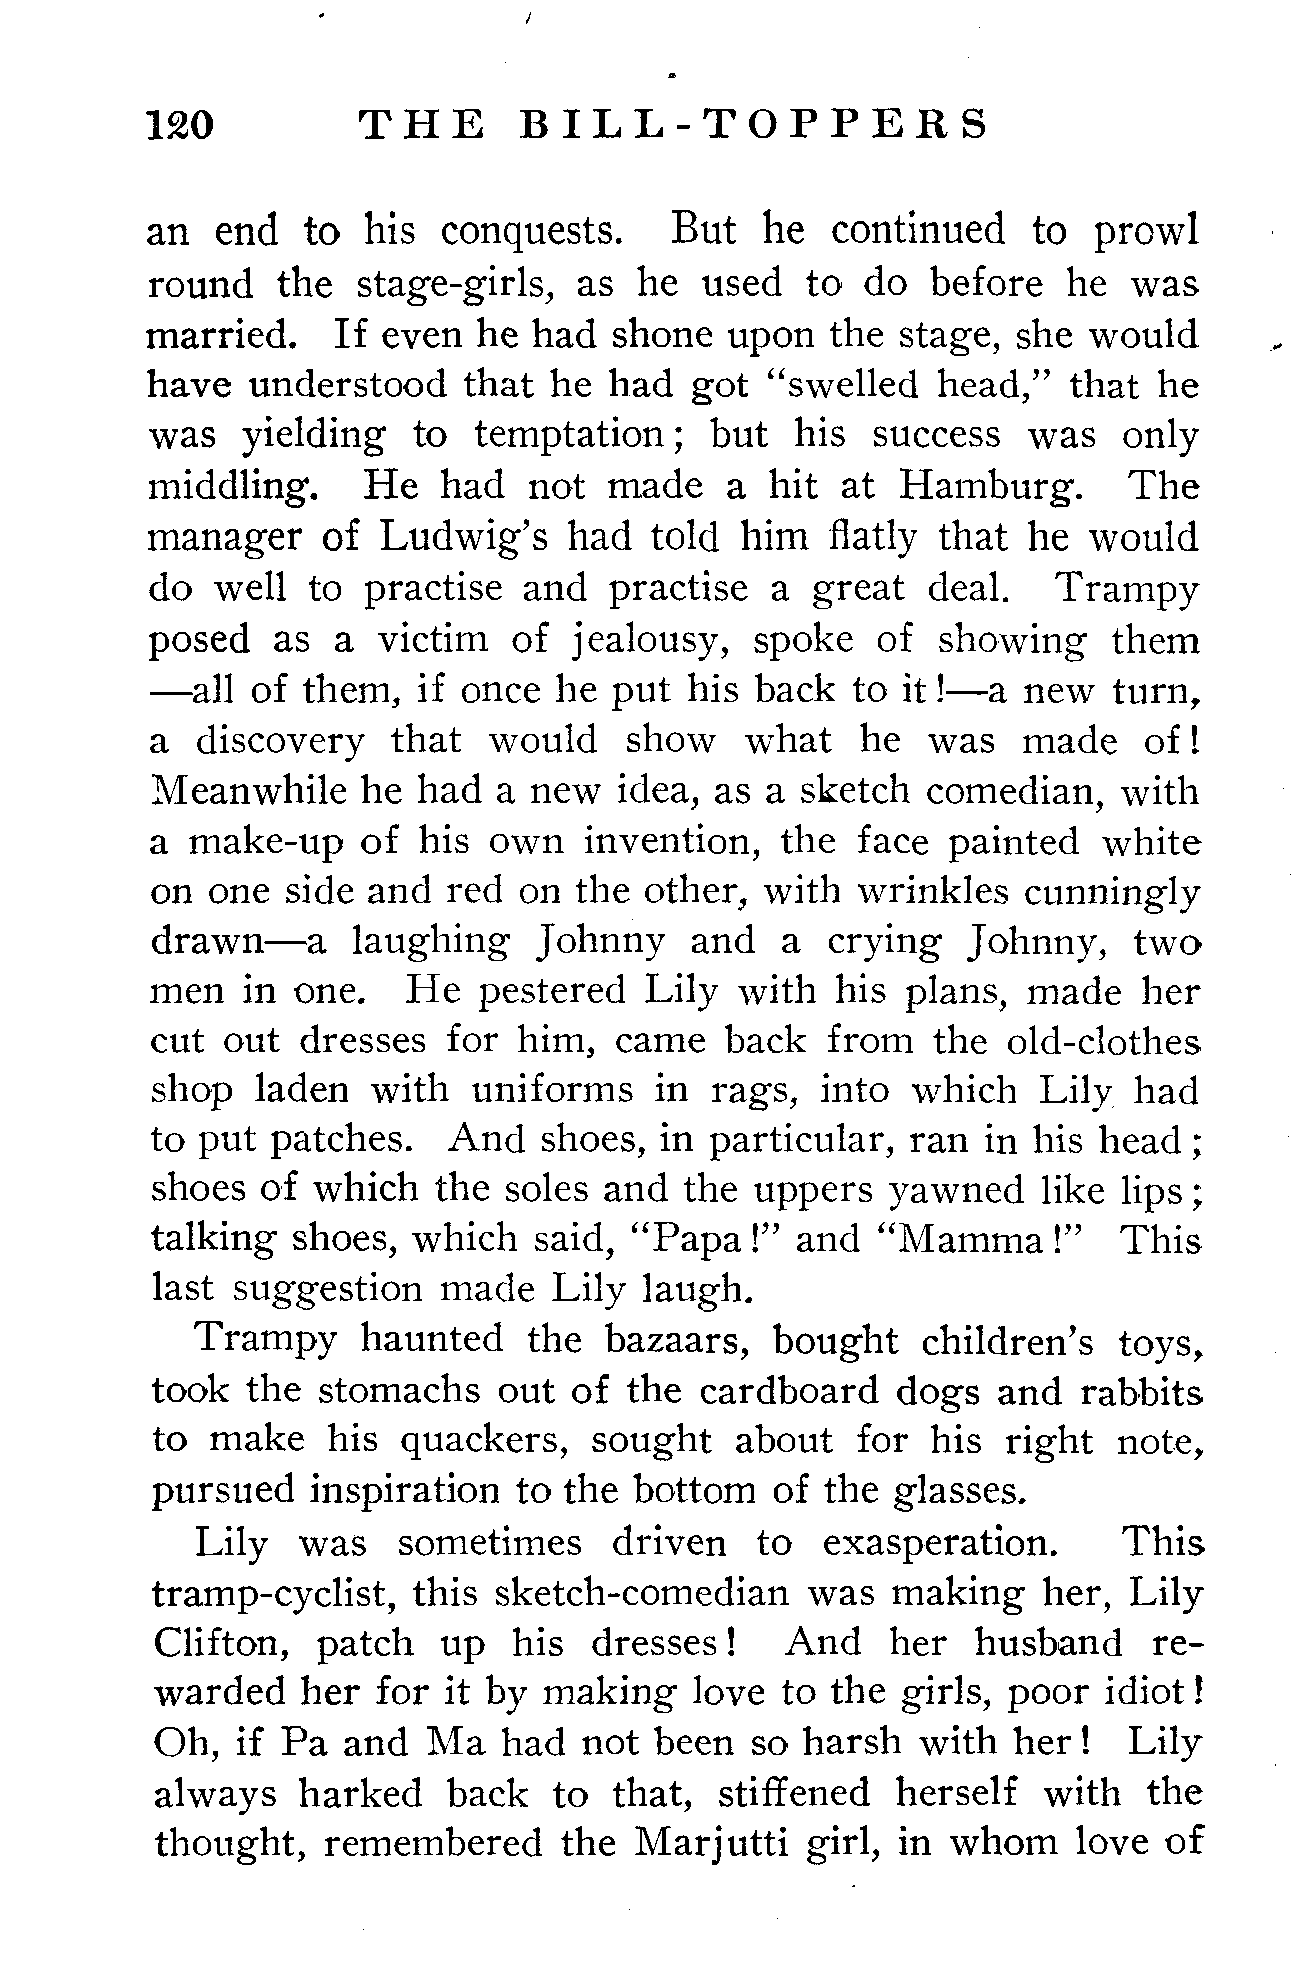 120 THE BILL-TOPPERS
an end to his conquests. But he continued to prowl
round the stage-girls, as he used to do before he was
married. If even he had shone upon the stage, she would
have understood that he had got “swelled head,” that he
was yielding to temptation; but his success was only
middling. He had not made a hit at Hamburg. The
manager of Ludwig’s had told him flatly that he would
do well to practise and practise a great deal. Trampy
posed as a victim of jealousy, spoke of showing them
—all of them, if once he put his back to it!—a new turn,
a discovery that would show what he was made of!
Meanwhile he had a new idea, as a sketch comedian, with
a make-up of his own invention, the face painted white
on one side and red on the other, with wrinkles cunningly
drawn—a laughing Johnny and a crying Johnny, two
men in one. He pestered Lily with his plans, made her
cut out dresses for him, came back from the old-clothes
shop laden with uniforms in rags, into which Lily had
to put patches. And shoes, in particular, ran in his head;
shoes of which the soles and the uppers yawned like lips;
talking shoes, which said, “Papa!” and “Mamma!” This
last suggestion made Lily laugh.
Trampy haunted the bazaars, bought children’s toys,
took the stomachs out of the cardboard dogs and rabbits
to make his quackers, sought about for his right note,
pursued inspiration to the bottom of the glasses.
Lily was sometimes driven to exasperation. This
tramp-cyclist, this sketch-comedian was making her, Lily
Clifton, patch up his dresses! And her husband re-
warded her for it by making love to the girls, poor idiot!
Oh, if Pa and Ma had not been so harsh with her! Lily
always harked back to that, stiffened herself with the
thought, remembered the Marjutti girl, in whom love of